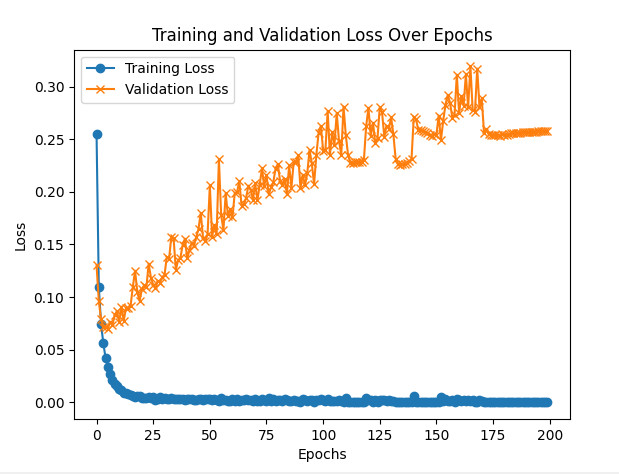 Training and Validation Loss Over Epochs
Training Loss
Validation Loss
Loss
0.30
0.25
0.20
0.15
0.10
0.05
0.00
0 25 50 75 100 125 150 175 200
Epochs